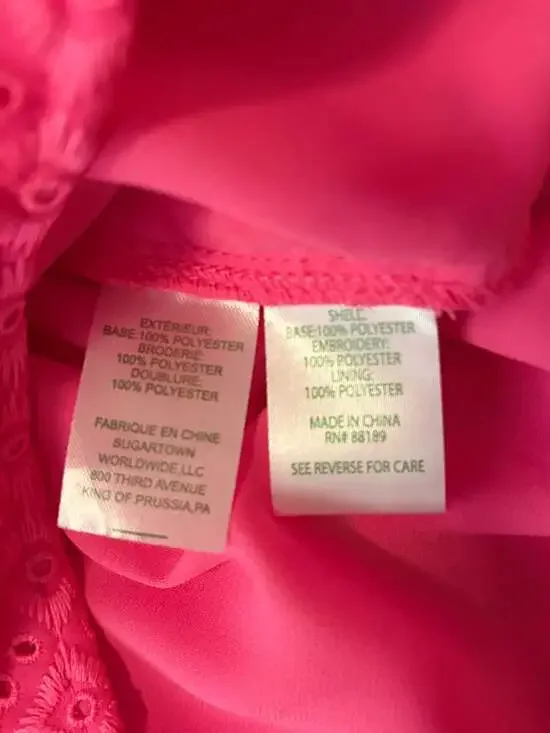 EXTÉRIEUR:
BASE:100% POLYESTER
BRODERIE:
100% POLYESTER
DOUBLURE:
100% POLYESTER
FABRIQUE EN CHINE
SUGARTOWN
WORLDWIDE,LLC
800 THIRD AVENUE
KING OF PRUSSIA,PA
SHELL:
BASE:100% POLYESTER
EMBROIDERY:
100% POLYESTER
LINING:
100% POLYESTER
MADE IN CHINA
RN# 88189
SEE REVERSE FOR CARE